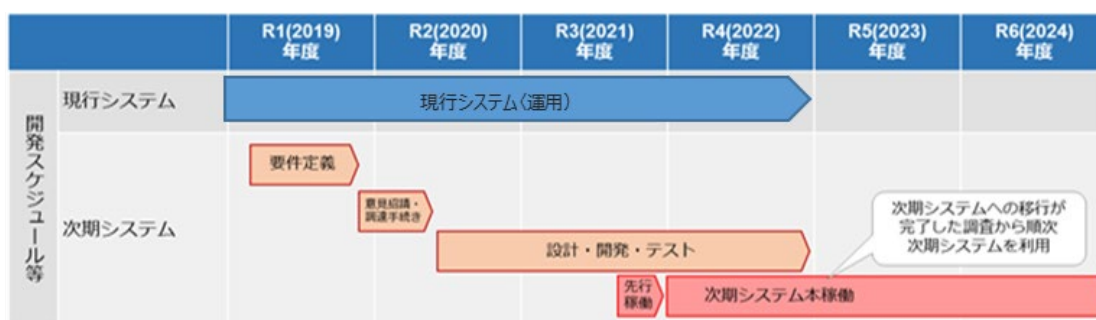 R1(2019)
年度
R2(2020)
年度
R3(2021)
年度
R4(2022)
年度
R5(2023)
年度
R6(2024)
年度
開発スケジュール等
現行システム
現行システム(運用)
次期システム
要件定義
意見招請・
調達手続き
設計・開発・テスト
次期システムへの移行が
完了した調査から順次
次期システムを利用
先行
稼働
次期システム本稼働